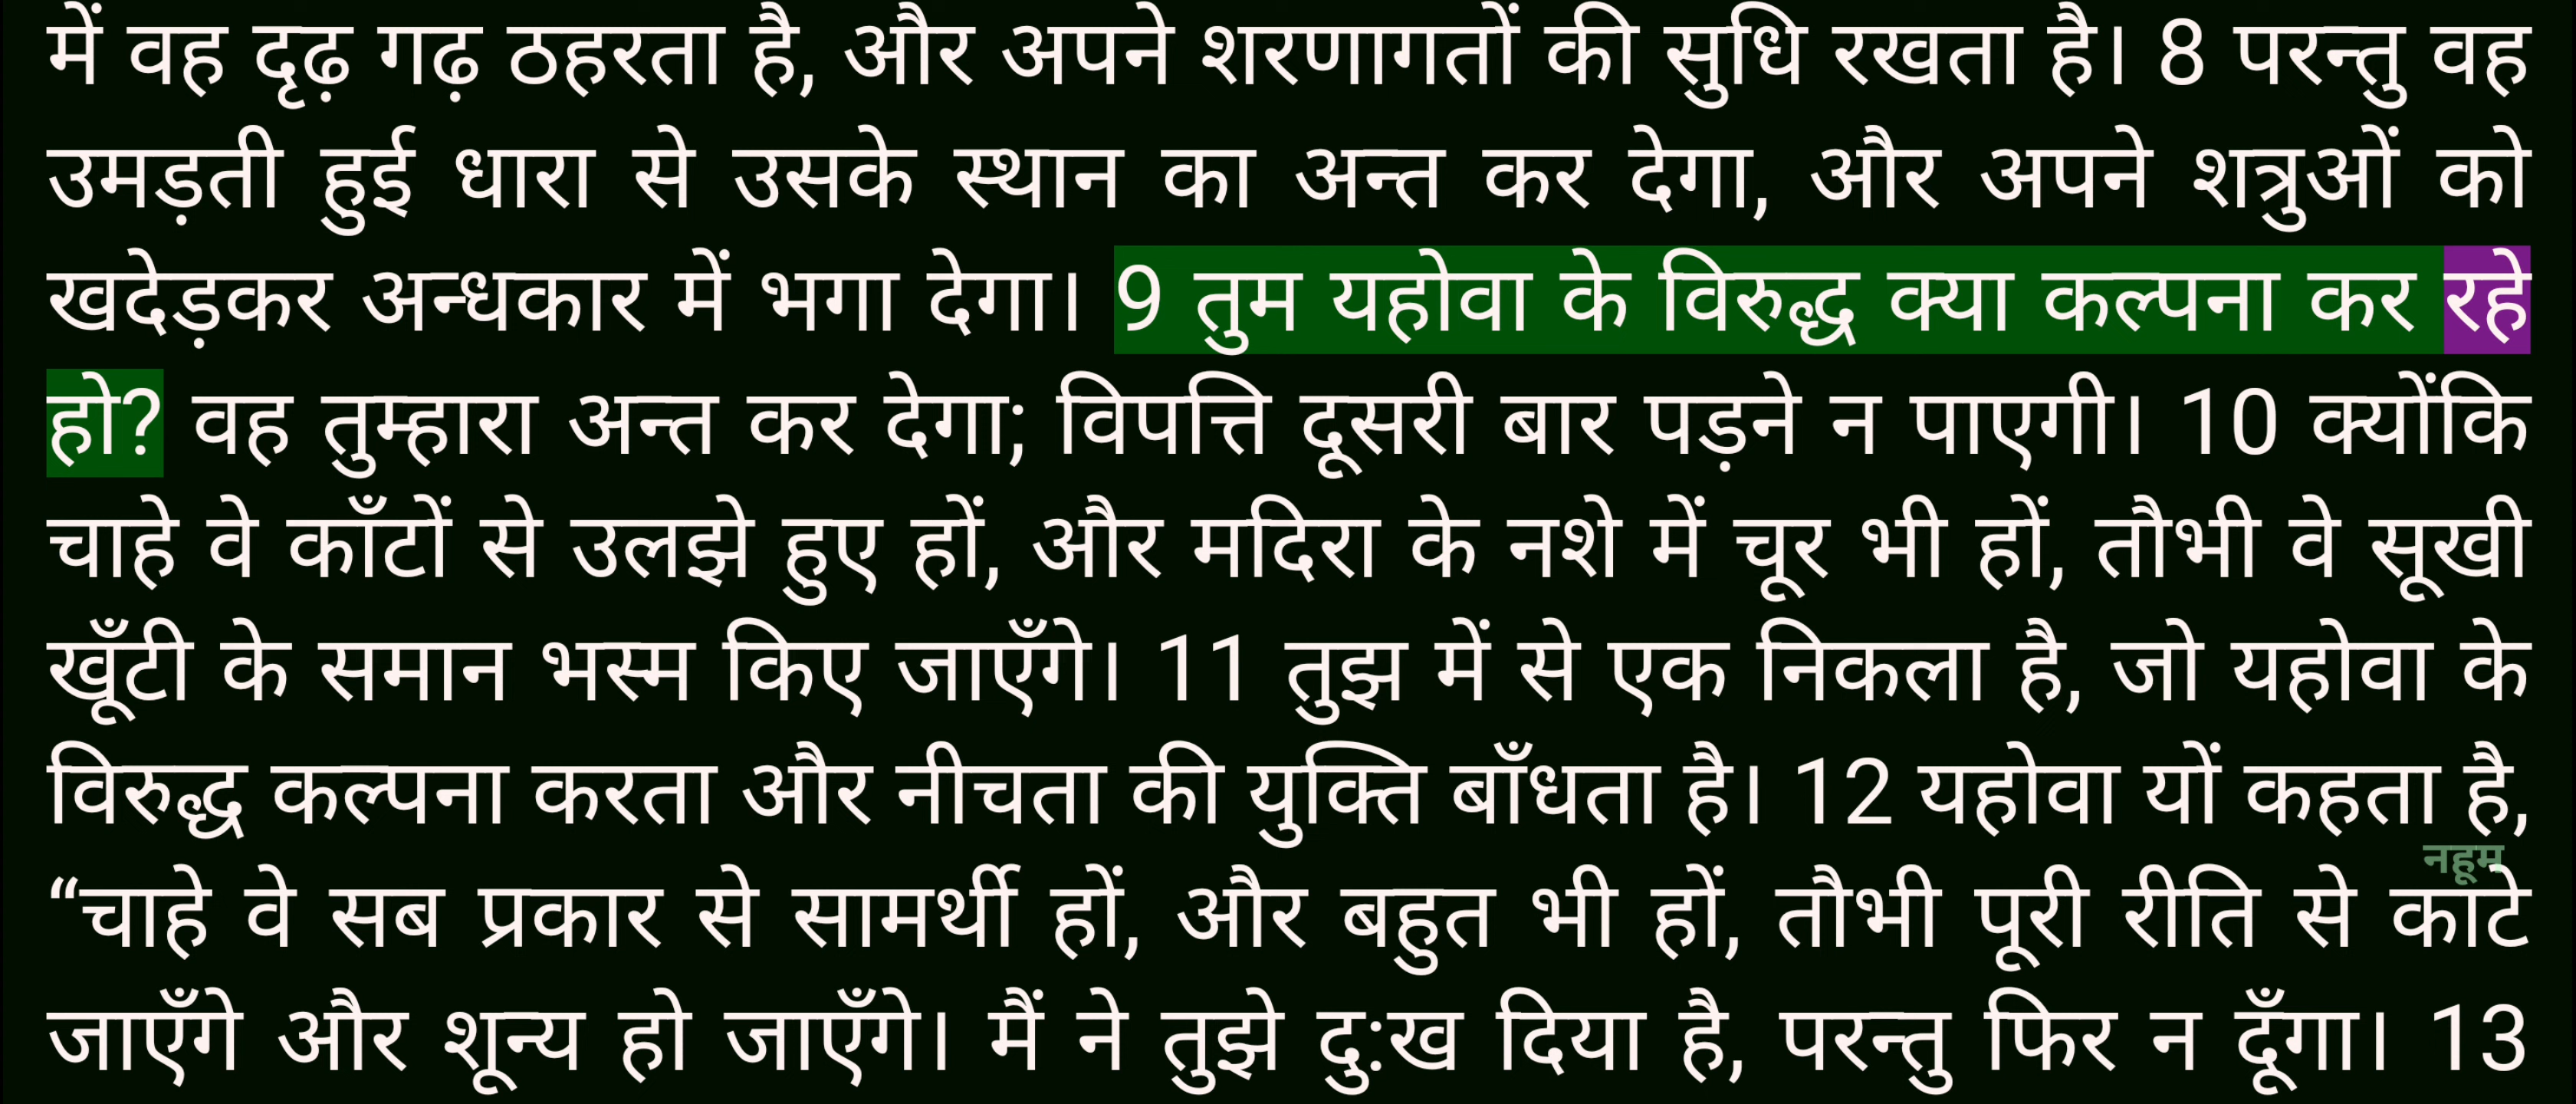 में वह दृढ़ गढ़ ठहरता है, और अपने शरणागतों की सुधि रखता है। 8 परन्तु वह
उमड़ती हुई धारा से उसके स्थान का अन्त कर देगा, और अपने शत्रुओं को
खदेड़कर अन्धकार में भगा देगा। 9 तुम यहोवा के विरुद्ध क्या कल्पना कर रहे
हो? वह तुम्हारा अन्त कर देगा; विपत्ति दूसरी बार पड़ने न पाएगी। 10 क्योंकि
चाहे वे काँटों से उलझे हुए हों, और मदिरा के नशे में चूर भी हों, तौभी वे सूखी
खूँटी के समान भस्म किए जाएँगे। 11 तुझ में से एक निकला है, जो यहोवा के
विरुद्ध कल्पना करता और नीचता की युक्ति बाँधता है। 12 यहोवा यों कहता है,
नहूम
“चाहे वे सब प्रकार से सामर्थी हों, और बहुत भी हों, तौभी पूरी रीति से काटे
जाएँगे और शून्य हो जाएँगे। मैं ने तुझे दु:ख दिया है, परन्तु फिर न दूँगा। 13